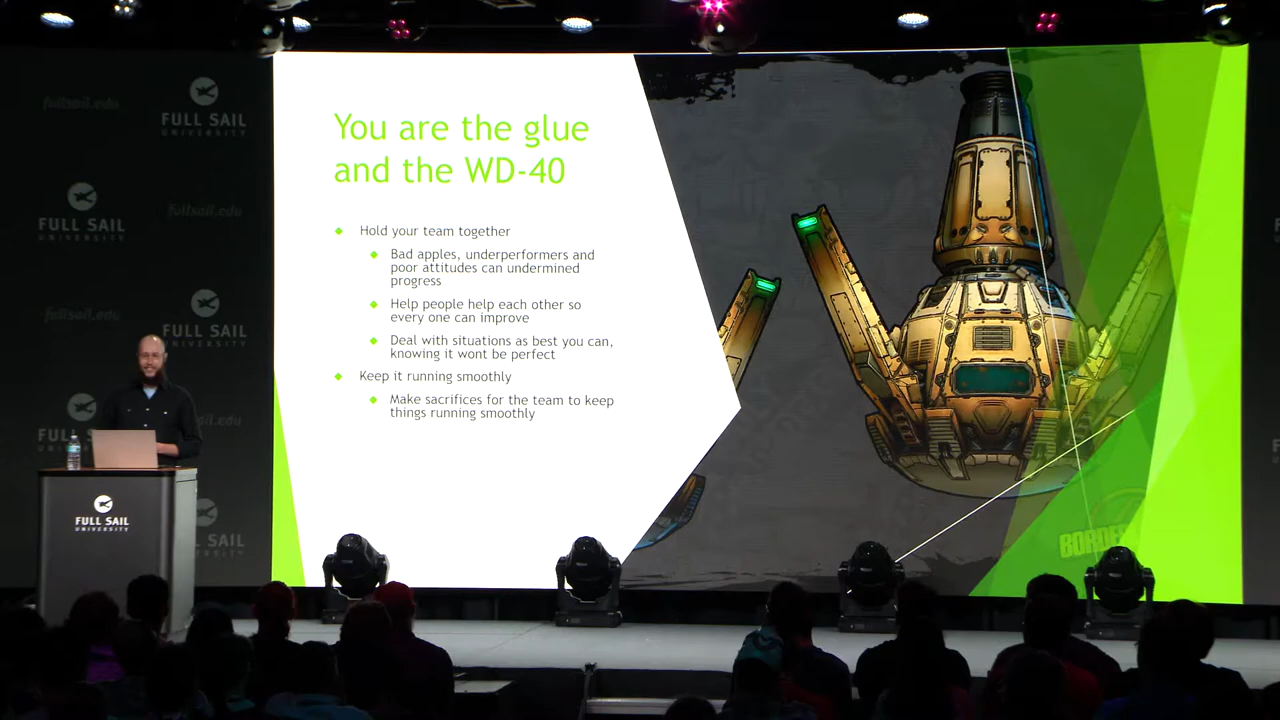 fullsail.edu
FULL SAIL
UNIVERSITY
FULL SAIL
UNIVERSITY
fullsail.edu
fullsail.edu
FULL SAIL
UNIVERSITY
FULL SAIL
UNIVERSITY
You are the glue
and the WD-40
Hold your team together
Bad apples, underperformers and
poor attitudes can undermined
progress
Help people help each other so
every one can improve
Deal with situations as best you can,
knowing it wont be perfect
Keep it running smoothly
Make sacrifices for the team to keep
things running smoothly